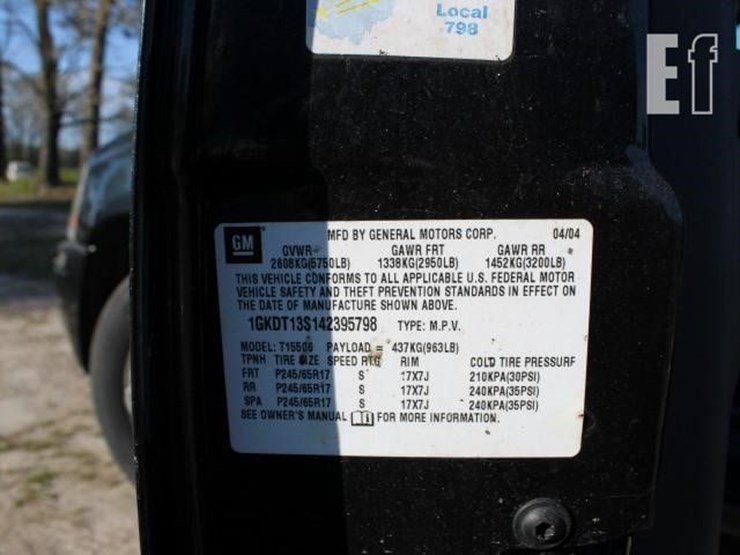 Local
798
Ef
GM
MFD BY GENERAL MOTORS CORP. 04/04
GVWR GAWR FRT GAWR RR
2608KG(5750LB) 1338KG(2950LB) 1452KG(3200LB)
THIS VEHICLE CONFORMS TO ALL APPLICABLE U.S. FEDERAL MOTOR
VEHICLE SAFETY AND THEFT PREVENTION STANDARDS IN EFFECT ON
THE DATE OF MANUFACTURE SHOWN ABOVE.
1GKDT13S142395798 TYPE: M.P.V.
MODEL: T15506 PAYLOAD = 437KG(963LB)
TPNH TIRE SIZE SPEED RTG RIM COLD TIRE PRESSURE
FRT P245/65R17 S 17X7J 210KPA(30PSI)
RR P245/65R17 S 17X7J 240KPA(35PSI)
SPA P245/65R17 S 17X7J 240KPA(35PSI)
SEE OWNER'S MANUAL FOR MORE INFORMATION.